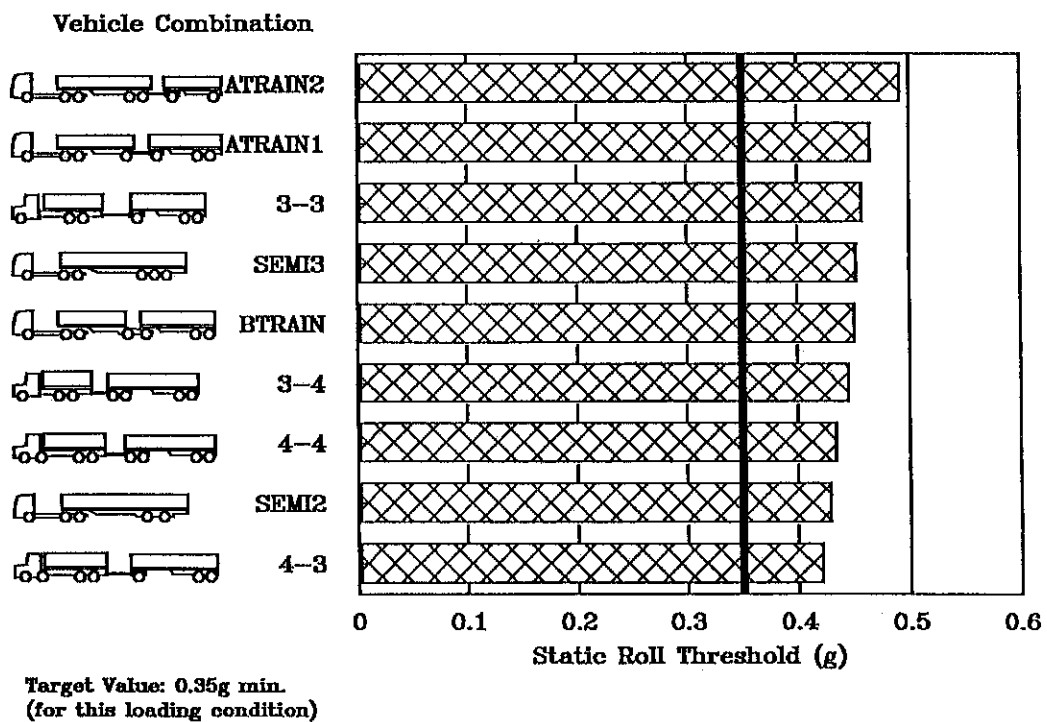 Vehicle Combination
ATRAIN2
ATRAIN1
3-3
SEMI3
BTRAIN
3-4
4-4
SEMI2
4-3
0 0.1 0.2 0.3 0.4 0.5 0.6
Static Roll Threshold (g)
Target Value: 0.35g min.
(for this loading condition)